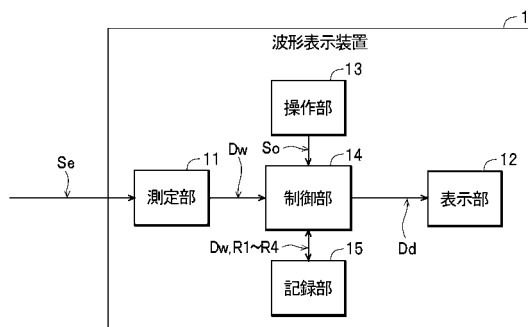 1
波形表示装置
13
操作部
So
14
11
Dw
12
Se
測定部
制御部
表示部
Dw,R1～R4
15
Dd
記録部